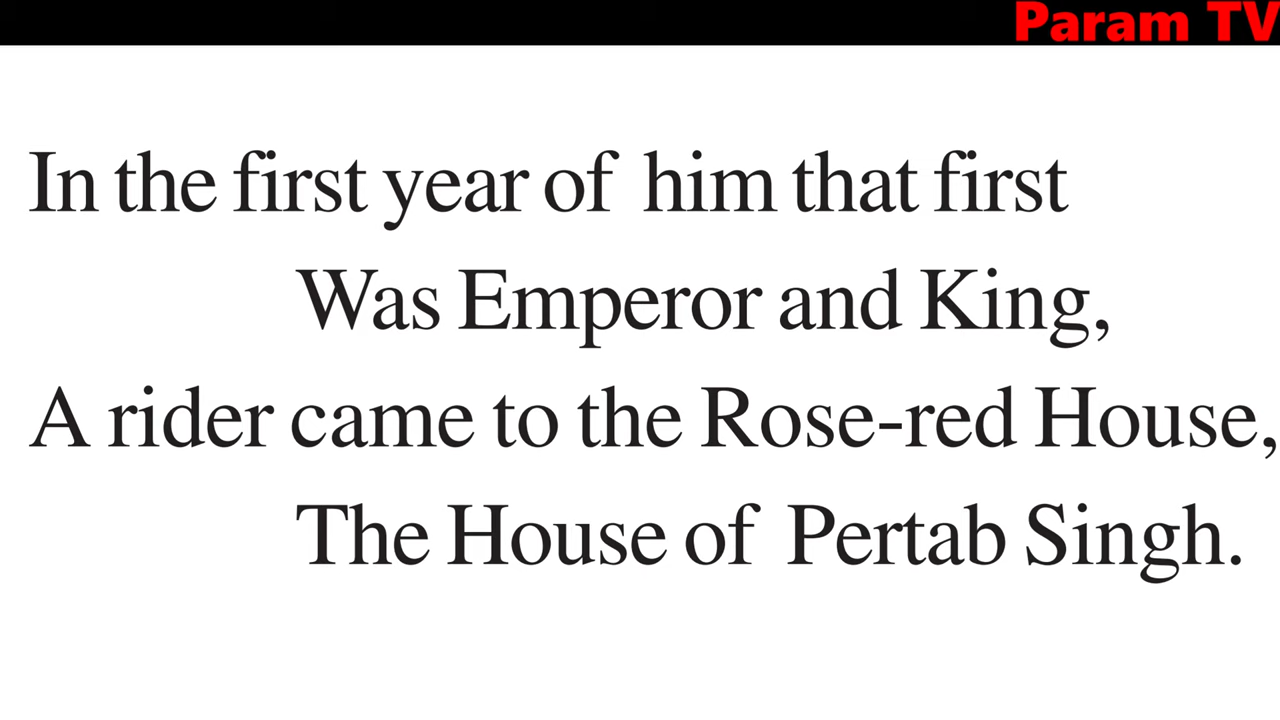 Param TV
In the first year of him that first
Was Emperor and King,
A rider came to the Rose-red House,
The House of Pertab Singh.